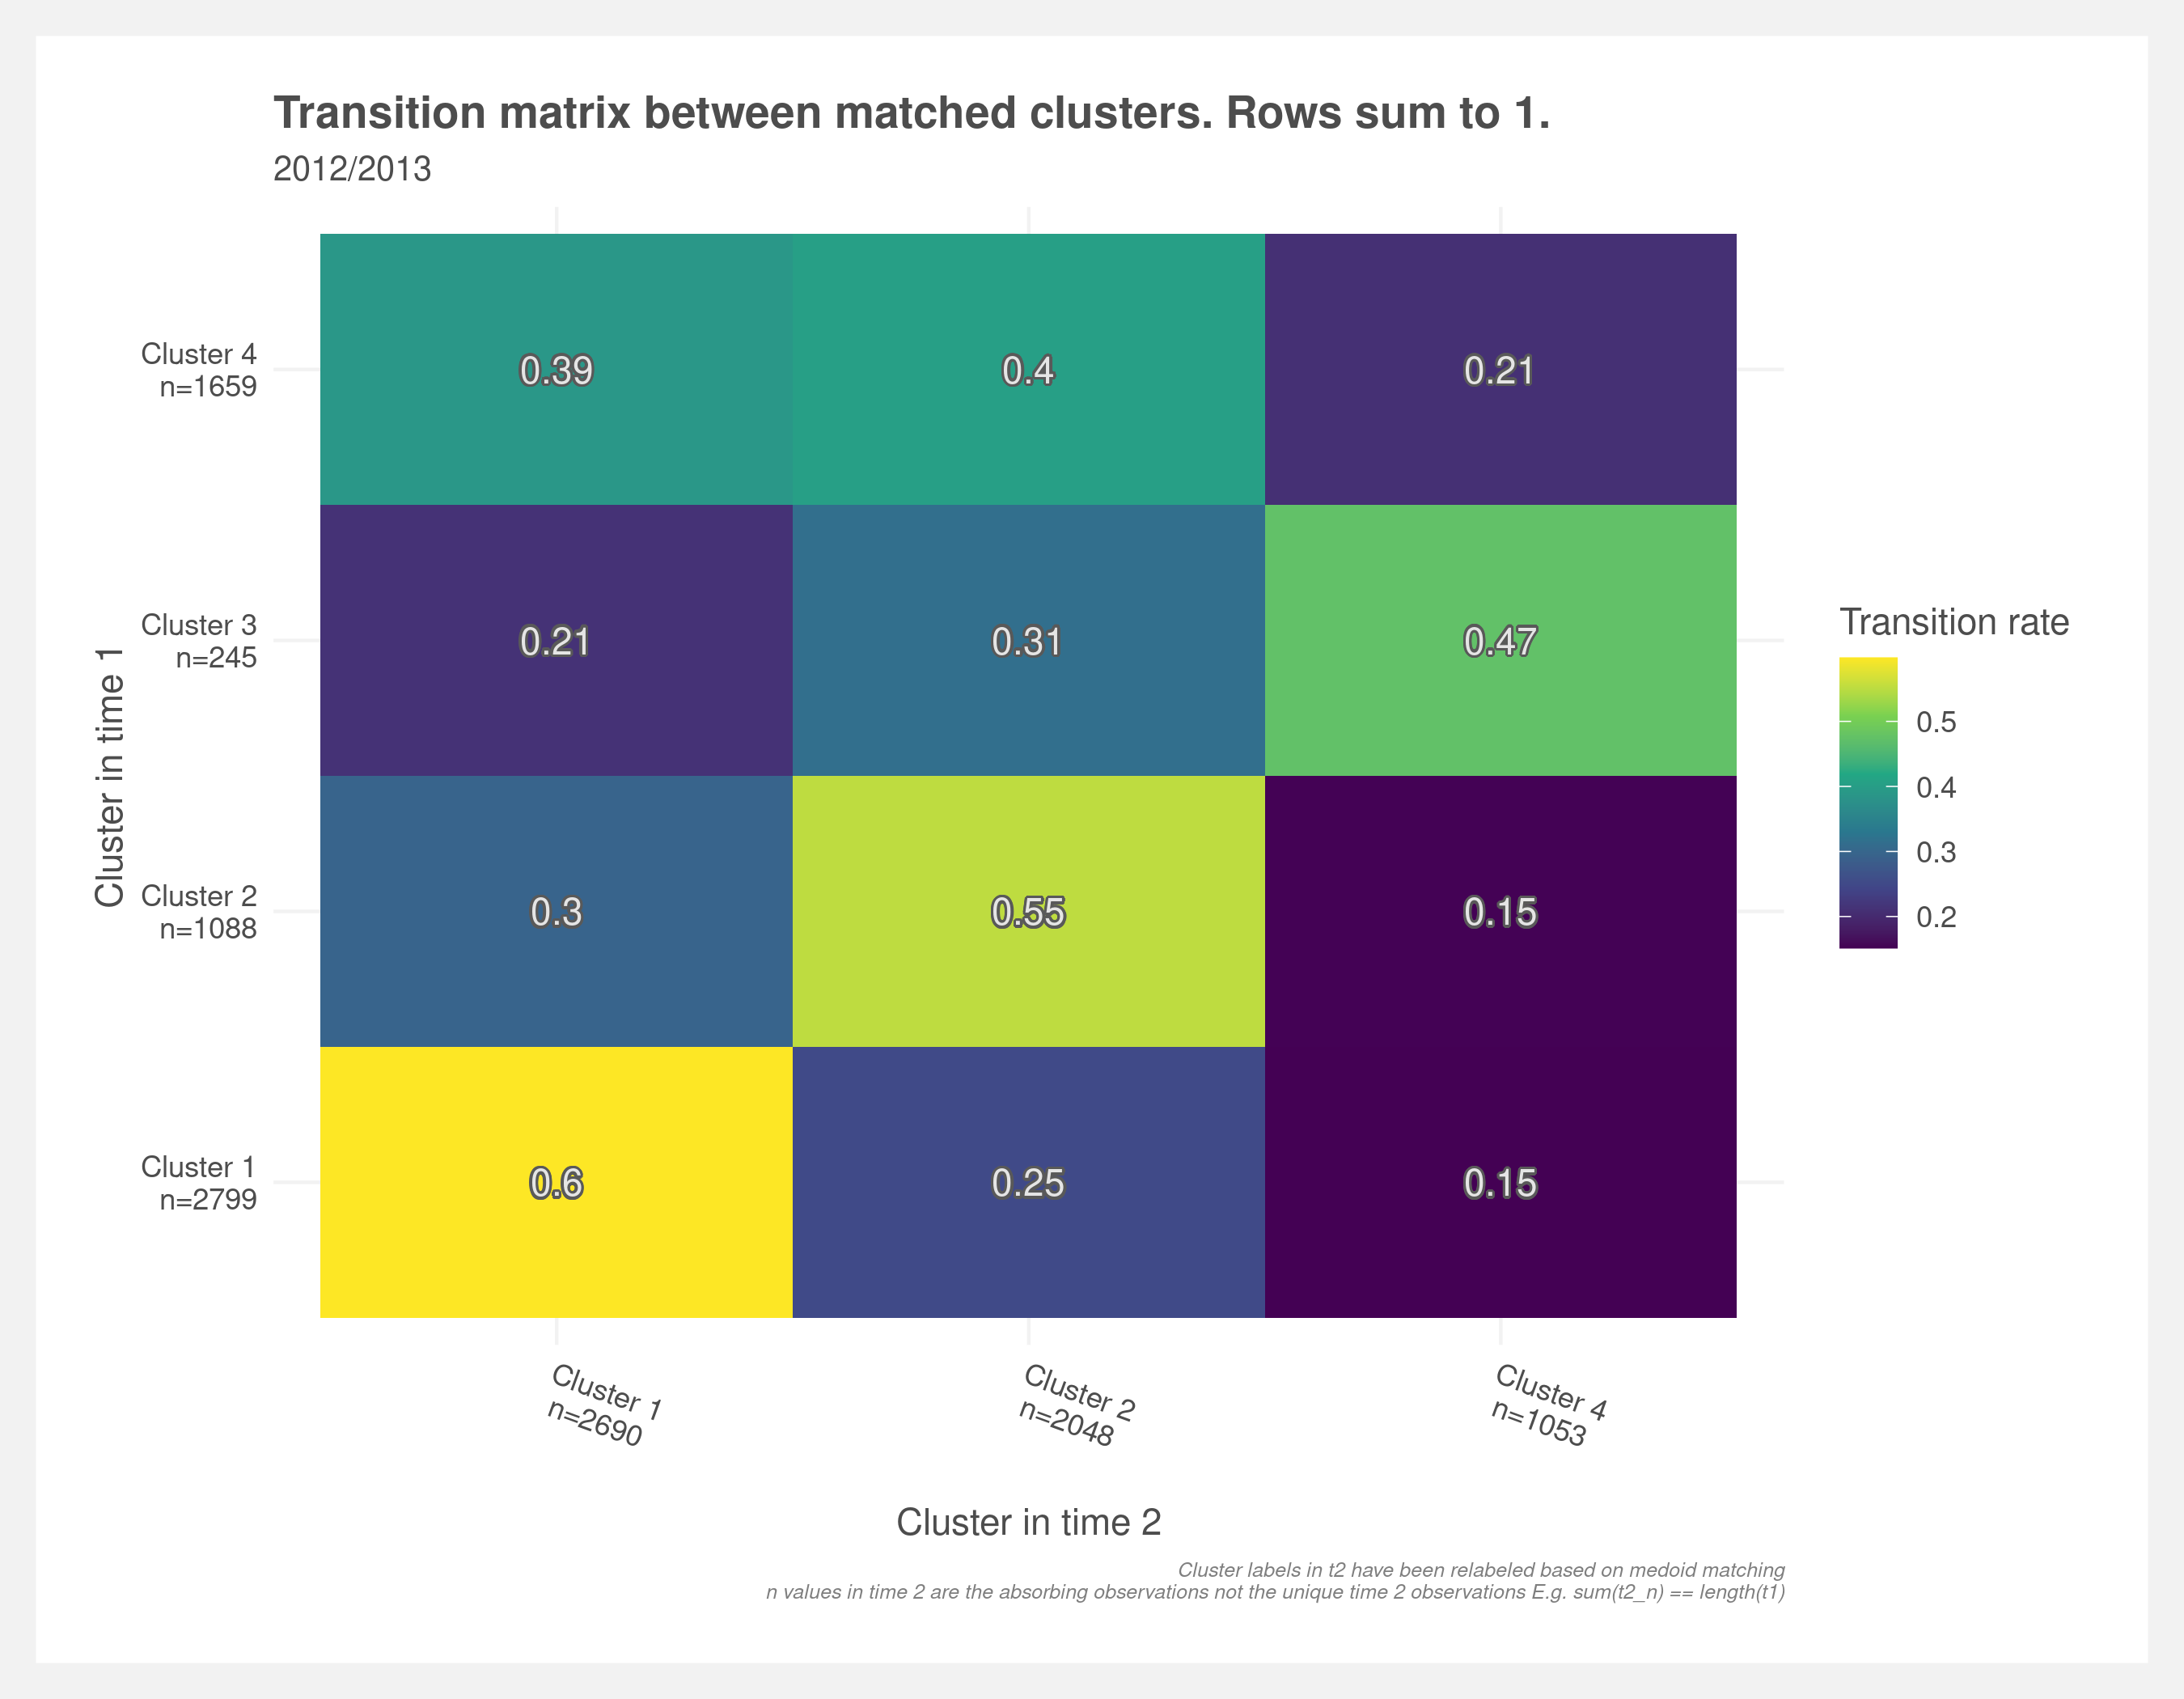 Transition matrix between matched clusters. Rows sum to 1.
2012/2013
Cluster in time 1
Cluster 4
n=1659
0.39
0.4
0.21
Cluster 3
n=245
0.21
0.31
0.47
Cluster 2
n=1088
0.3
0.55
0.15
Cluster 1
n=2799
0.6
0.25
0.15
Cluster 1
n=2690
Cluster 2
n=2048
Cluster 4
n=1053
Cluster in time 2
Transition rate
0.5
0.4
0.3
0.2
Cluster labels in t2 have been relabeled based on medoid matching
n values in time 2 are the absorbing observations not the unique time 2 observations E.g. sum(t2_n) == length(t1)